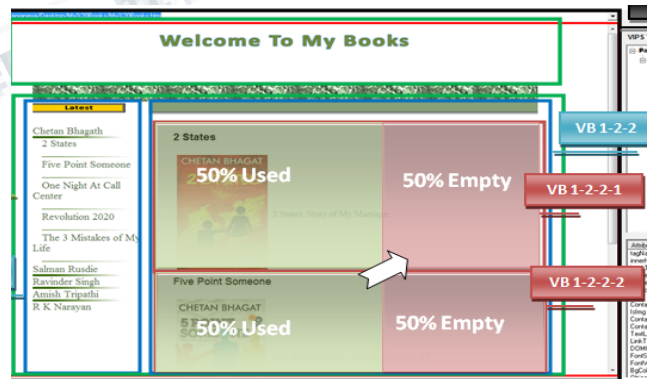 Welcome To My Books
VIPS
Latest
Chetan Bhagath
2 States
Five Point Someone
One Night At Call
Center
Revolution 2020
The 3 Mistakes of My
Life
Salman Rusdie
Ravinder Singh
Amish Tripathi
R K Narayan
2 States
CHETAN BHAGAT
50% Used
50% Empty
2 States, Story of My Marriage
Five Point Someone
CHETAN BHAGAT
50% Used
50% Empty
VB 1-2-2
VB 1-2-2-1
VB 1-2-2-2